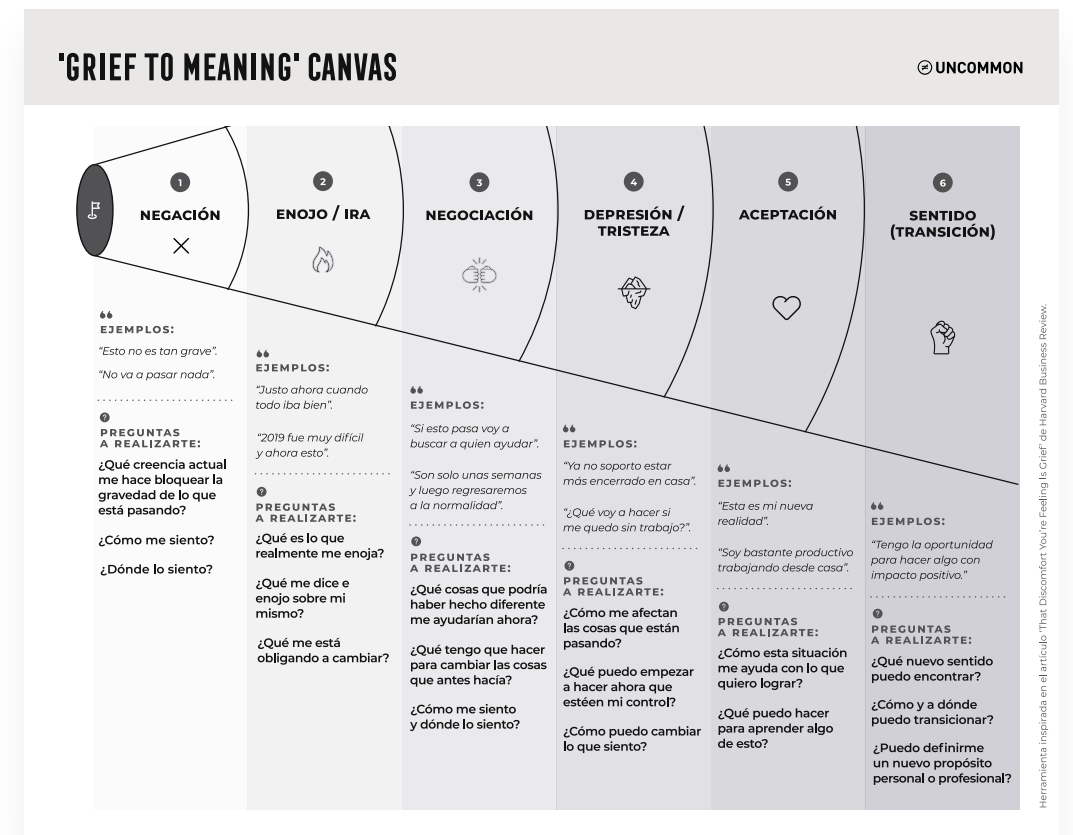 'GRIEF TO MEANING' CANVAS
UNCOMMON
1
NEGACIÓN
“
EJEMPLOS:
“Esto no es tan grave”.
“No va a pasar nada”.
?
PREGUNTAS
A REALIZARTE:
¿Qué creencia actual
me hace bloquear la
gravedad de lo que
está pasando?
¿Cómo me siento?
¿Dónde lo siento?
2
ENOJO / IRA
“
EJEMPLOS:
“Justo ahora cuando
todo iba bien”.
“2019 fue muy difícil
y ahora esto”.
?
PREGUNTAS
A REALIZARTE:
¿Qué es lo que
realmente me enoja?
¿Qué me dice e
enojo sobre mi
mismo?
¿Qué me está
obligando a cambiar?
3
NEGOCIACIÓN
“
EJEMPLOS:
“Si esto pasa voy a
buscar a quien ayudar”.
“Son solo unas semanas
y luego regresaremos
a la normalidad”.
?
PREGUNTAS
A REALIZARTE:
¿Qué cosas que podría
haber hecho diferente
me ayudarían ahora?
¿Qué tengo que hacer
para cambiar las cosas
que antes hacía?
¿Cómo me siento
y dónde lo siento?
4
DEPRESIÓN /
TRISTEZA
“
EJEMPLOS:
“Ya no soporto estar
más encerrado en casa”.
“¿Qué voy a hacer si
me quedo sin trabajo?”.
?
PREGUNTAS
A REALIZARTE:
¿Cómo me afectan
las cosas que están
pasando?
¿Qué puedo empezar
a hacer ahora que
estéen mi control?
¿Cómo puedo cambiar
lo que siento?
5
ACEPTACIÓN
“
EJEMPLOS:
“Esta es mi nueva
realidad”.
“Soy bastante productivo
trabajando desde casa”.
?
PREGUNTAS
A REALIZARTE:
¿Cómo esta situación
me ayuda con lo que
quiero lograr?
¿Qué puedo hacer
para aprender algo
de esto?
6
SENTIDO
(TRANSICIÓN)
“
EJEMPLOS:
“Tengo la oportunidad
para hacer algo con
impacto positivo.”
?
PREGUNTAS
A REALIZARTE:
¿Qué nuevo sentido
puedo encontrar?
¿Cómo y a dónde
puedo transicionar?
¿Puedo definirme
un nuevo propósito
personal o profesional?
Herramienta inspirada en el artículo 'That Discomfort You're Feeling Is Grief' de Harvard Business Review.